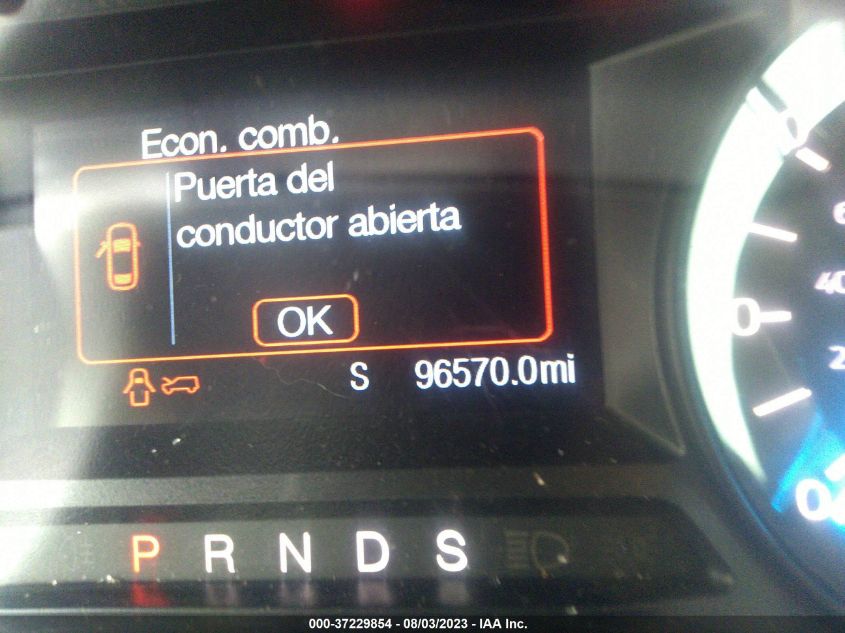 Econ. comb.
Puerta del
conductor abierta
OK
S 96570.0mi
P R N D S
000-37229854 - 08/03/2023 - IAA Inc.